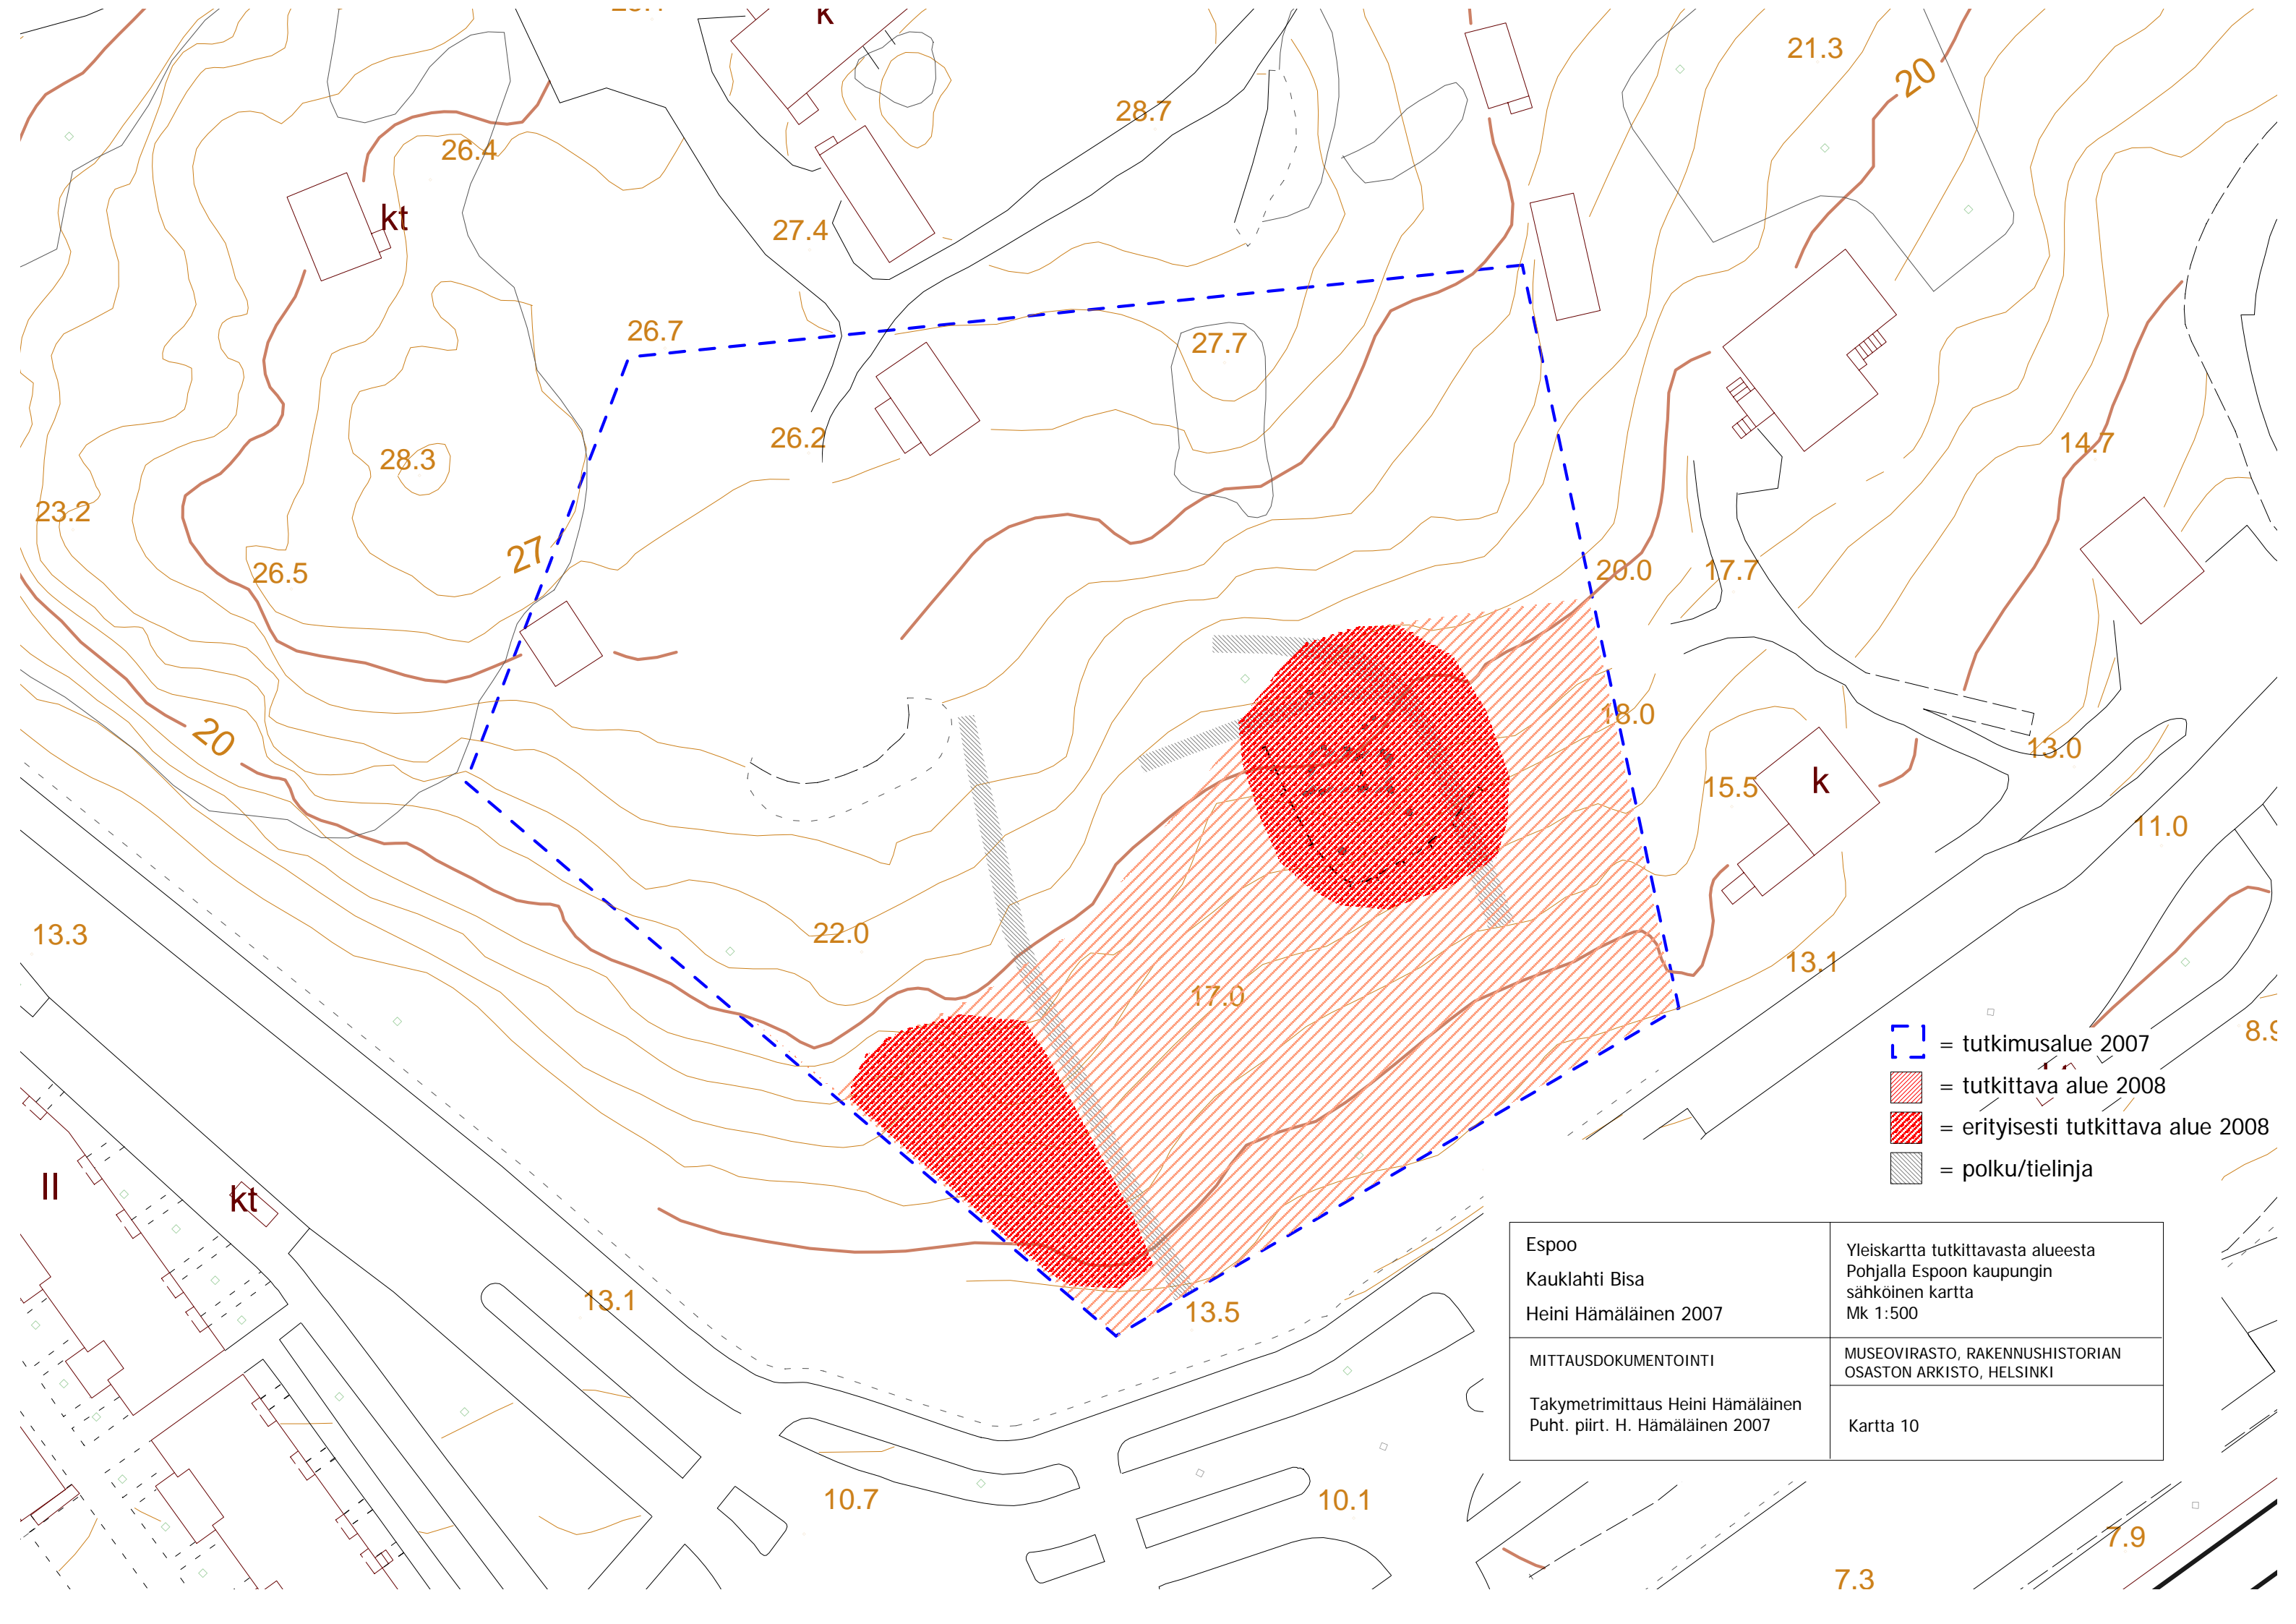 k
21.3
20
28.7
26.4
kt
27.4
26.7
27.7
26.2
14.7
28.3
23.2
27
26.5
20.0
17.7
18.0
20
13.0
15.5
k
11.0
22.0
13.3
13.1
17.0
8.9
= tutkimusalue 2007
= tutkittava alue 2008
= erityisesti tutkittava alue 2008
= polku/tielinja
II
kt
13.1
13.5
Espoo
Kauklahti Bisa
Heini Hämäläinen 2007
Yleiskartta tutkittavasta alueesta
Pohjalla Espoon kaupungin
sähköinen kartta
Mk 1:500
MITTAUSDOKUMENTOINTI
Takymetrimittaus Heini Hämäläinen
Puht. piirt. H. Hämäläinen 2007
MUSEOVIRASTO, RAKENNUSHISTORIAN
OSASTON ARKISTO, HELSINKI
Kartta 10
10.7
10.1
7.9
7.3